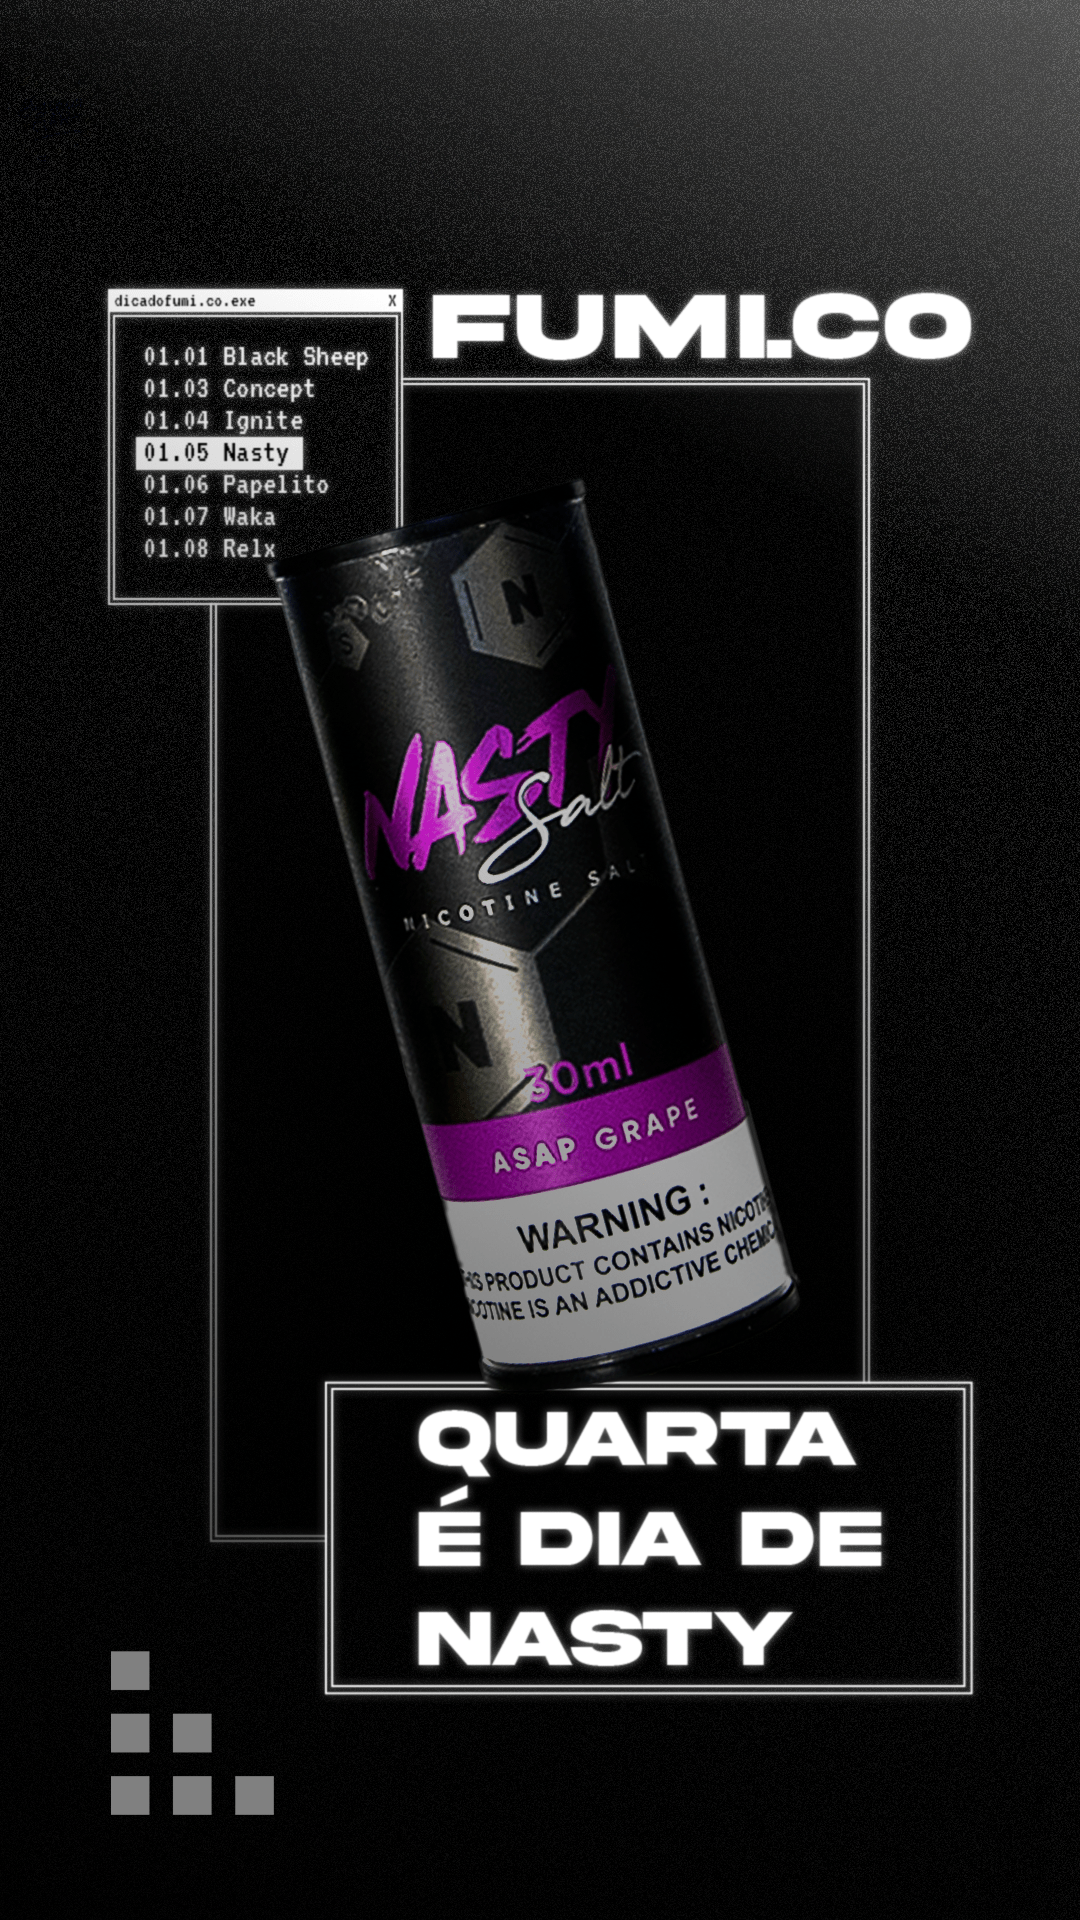 dicadofumi.co.exe X
FUMI.CO
01.01 Black Sheep
01.03 Concept
01.04 Ignite
01.05 Nasty
01.06 Papelito
01.07 Waka
01.08 Relx
N
S
NASTY
Salt
NICOTINE SAL
N
30ml
ASAP GRAPE
WARNING :
PRODUCT CONTAINS
IS AN ADDICTIVE
QUARTA
É DIA DE
NASTY